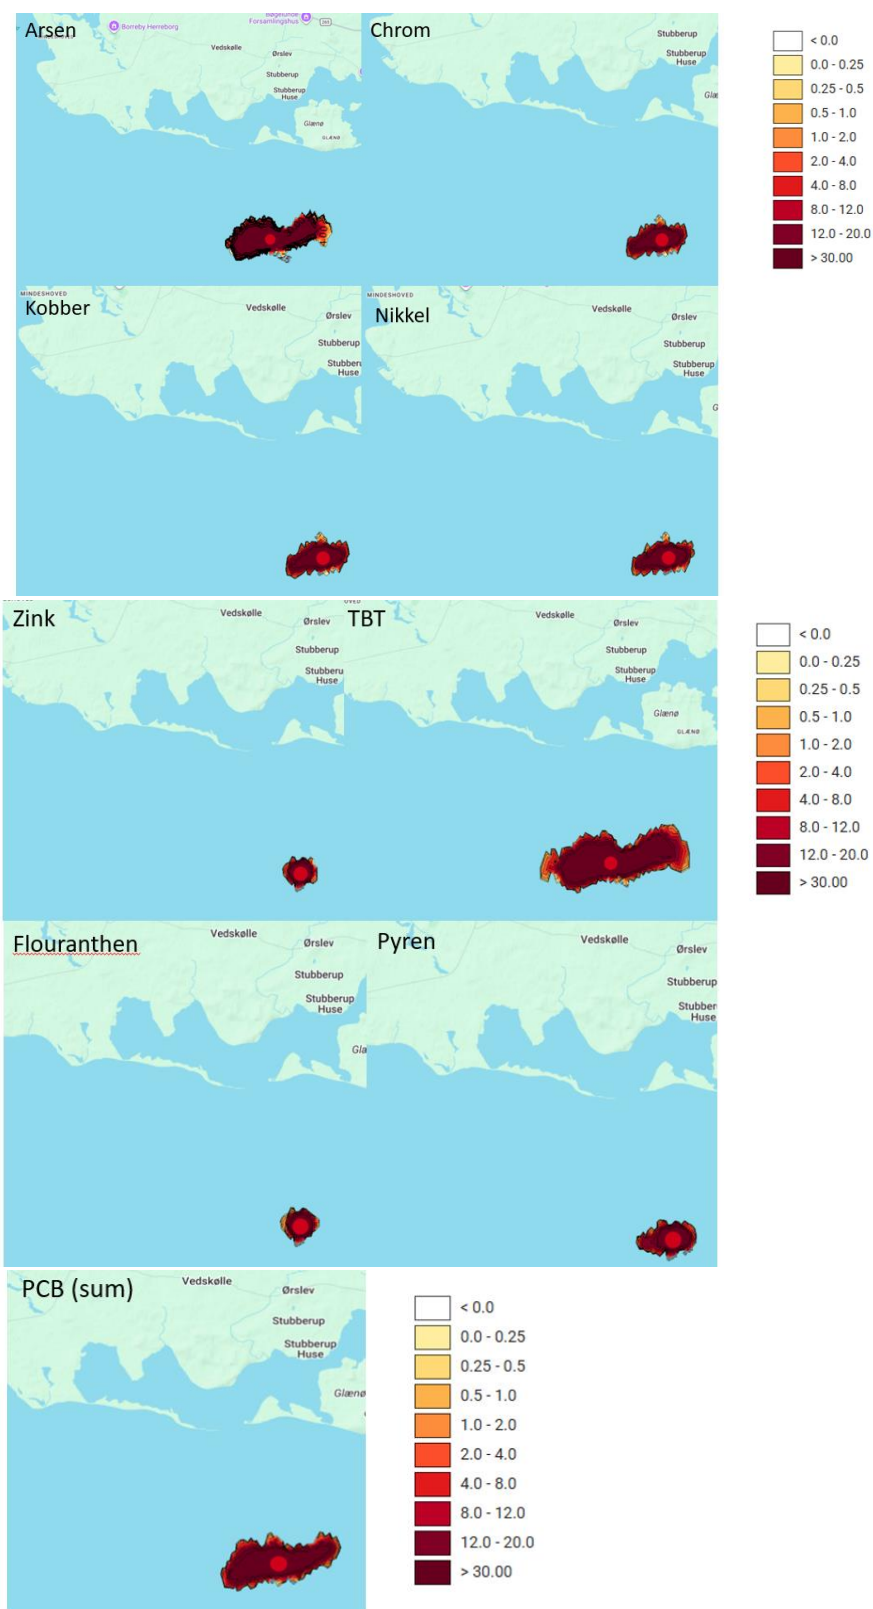 Arsen
Borreby Herreborg
Bøgelunde
Forsamlingshus
Vedskølle
Ørslev
Stubberup
Stubberup
Huse
Glænø
GLÆNØ
Chrom
Stubberup
Stubberup
Huse
Glæ
< 0.0
0.0 - 0.25
0.25 - 0.5
0.5 - 1.0
1.0 - 2.0
2.0 - 4.0
4.0 - 8.0
8.0 - 12.0
12.0 - 20.0
> 30.00
MINDESHOVED
Kobber
Vedskølle
Ørslev
Stubberup
Stubberu
Huse
MINDESHOVED
Nikkel
Vedskølle
Ørslev
Stubberup
Stubberup
Huse
G
Zink
Vedskølle
Ørslev
Stubberup
Stubberu
Huse
TBT
Vedskølle
Ørslev
Stubberup
Stubberup
Huse
Glænø
GLÆNØ
< 0.0
0.0 - 0.25
0.25 - 0.5
0.5 - 1.0
1.0 - 2.0
2.0 - 4.0
4.0 - 8.0
8.0 - 12.0
12.0 - 20.0
> 30.00
Flouranthen
Vedskølle
Ørslev
Stubberup
Stubberup
Huse
Gla
Pyren
Vedskølle
Ørslev
Stubberup
Stubber
Huse
PCB (sum)
Vedskølle
Ørslev
Stubberup
Stubberup
Huse
Glænø
< 0.0
0.0 - 0.25
0.25 - 0.5
0.5 - 1.0
1.0 - 2.0
2.0 - 4.0
4.0 - 8.0
8.0 - 12.0
12.0 - 20.0
> 30.00